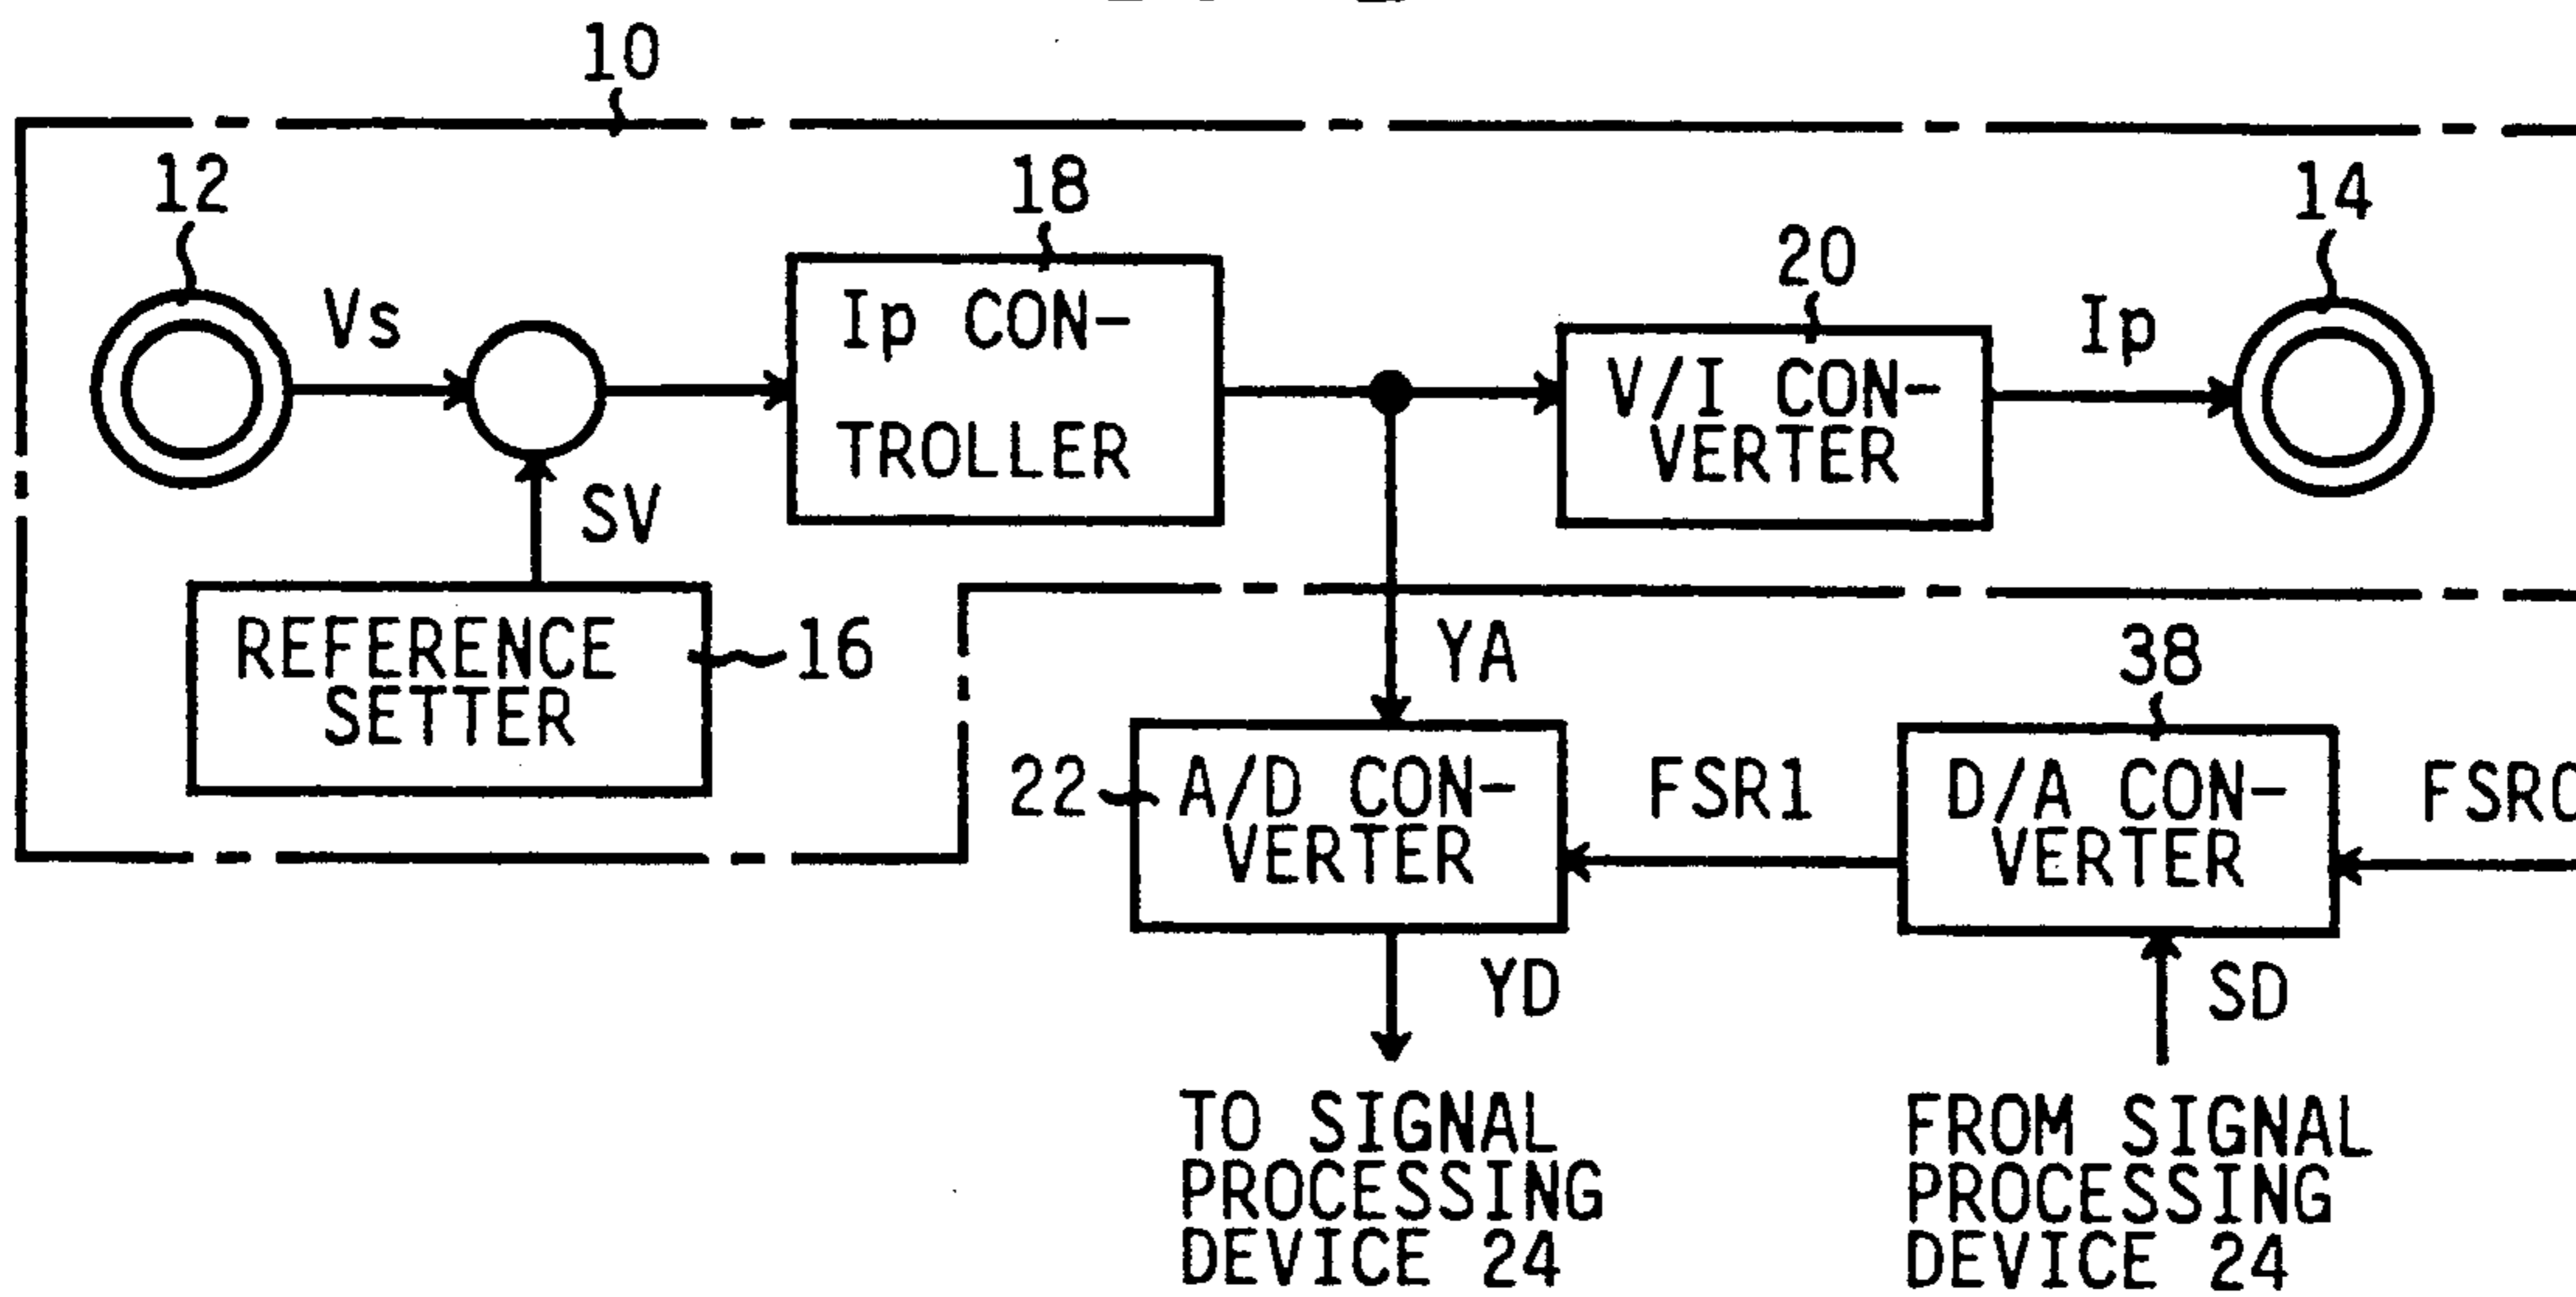 10
12
18
14
20
Vs
Ip CON-
TROLLER
V/I CON-
VERTER
Ip
SV
REFERENCE
SETTER
16
YA
38
22
A/D CON-
VERTER
FSR1
D/A CON-
VERTER
YD
SD
TO SIGNAL
PROCESSING
DEVICE 24
FROM SIGNAL
PROCESSING
DEVICE 24